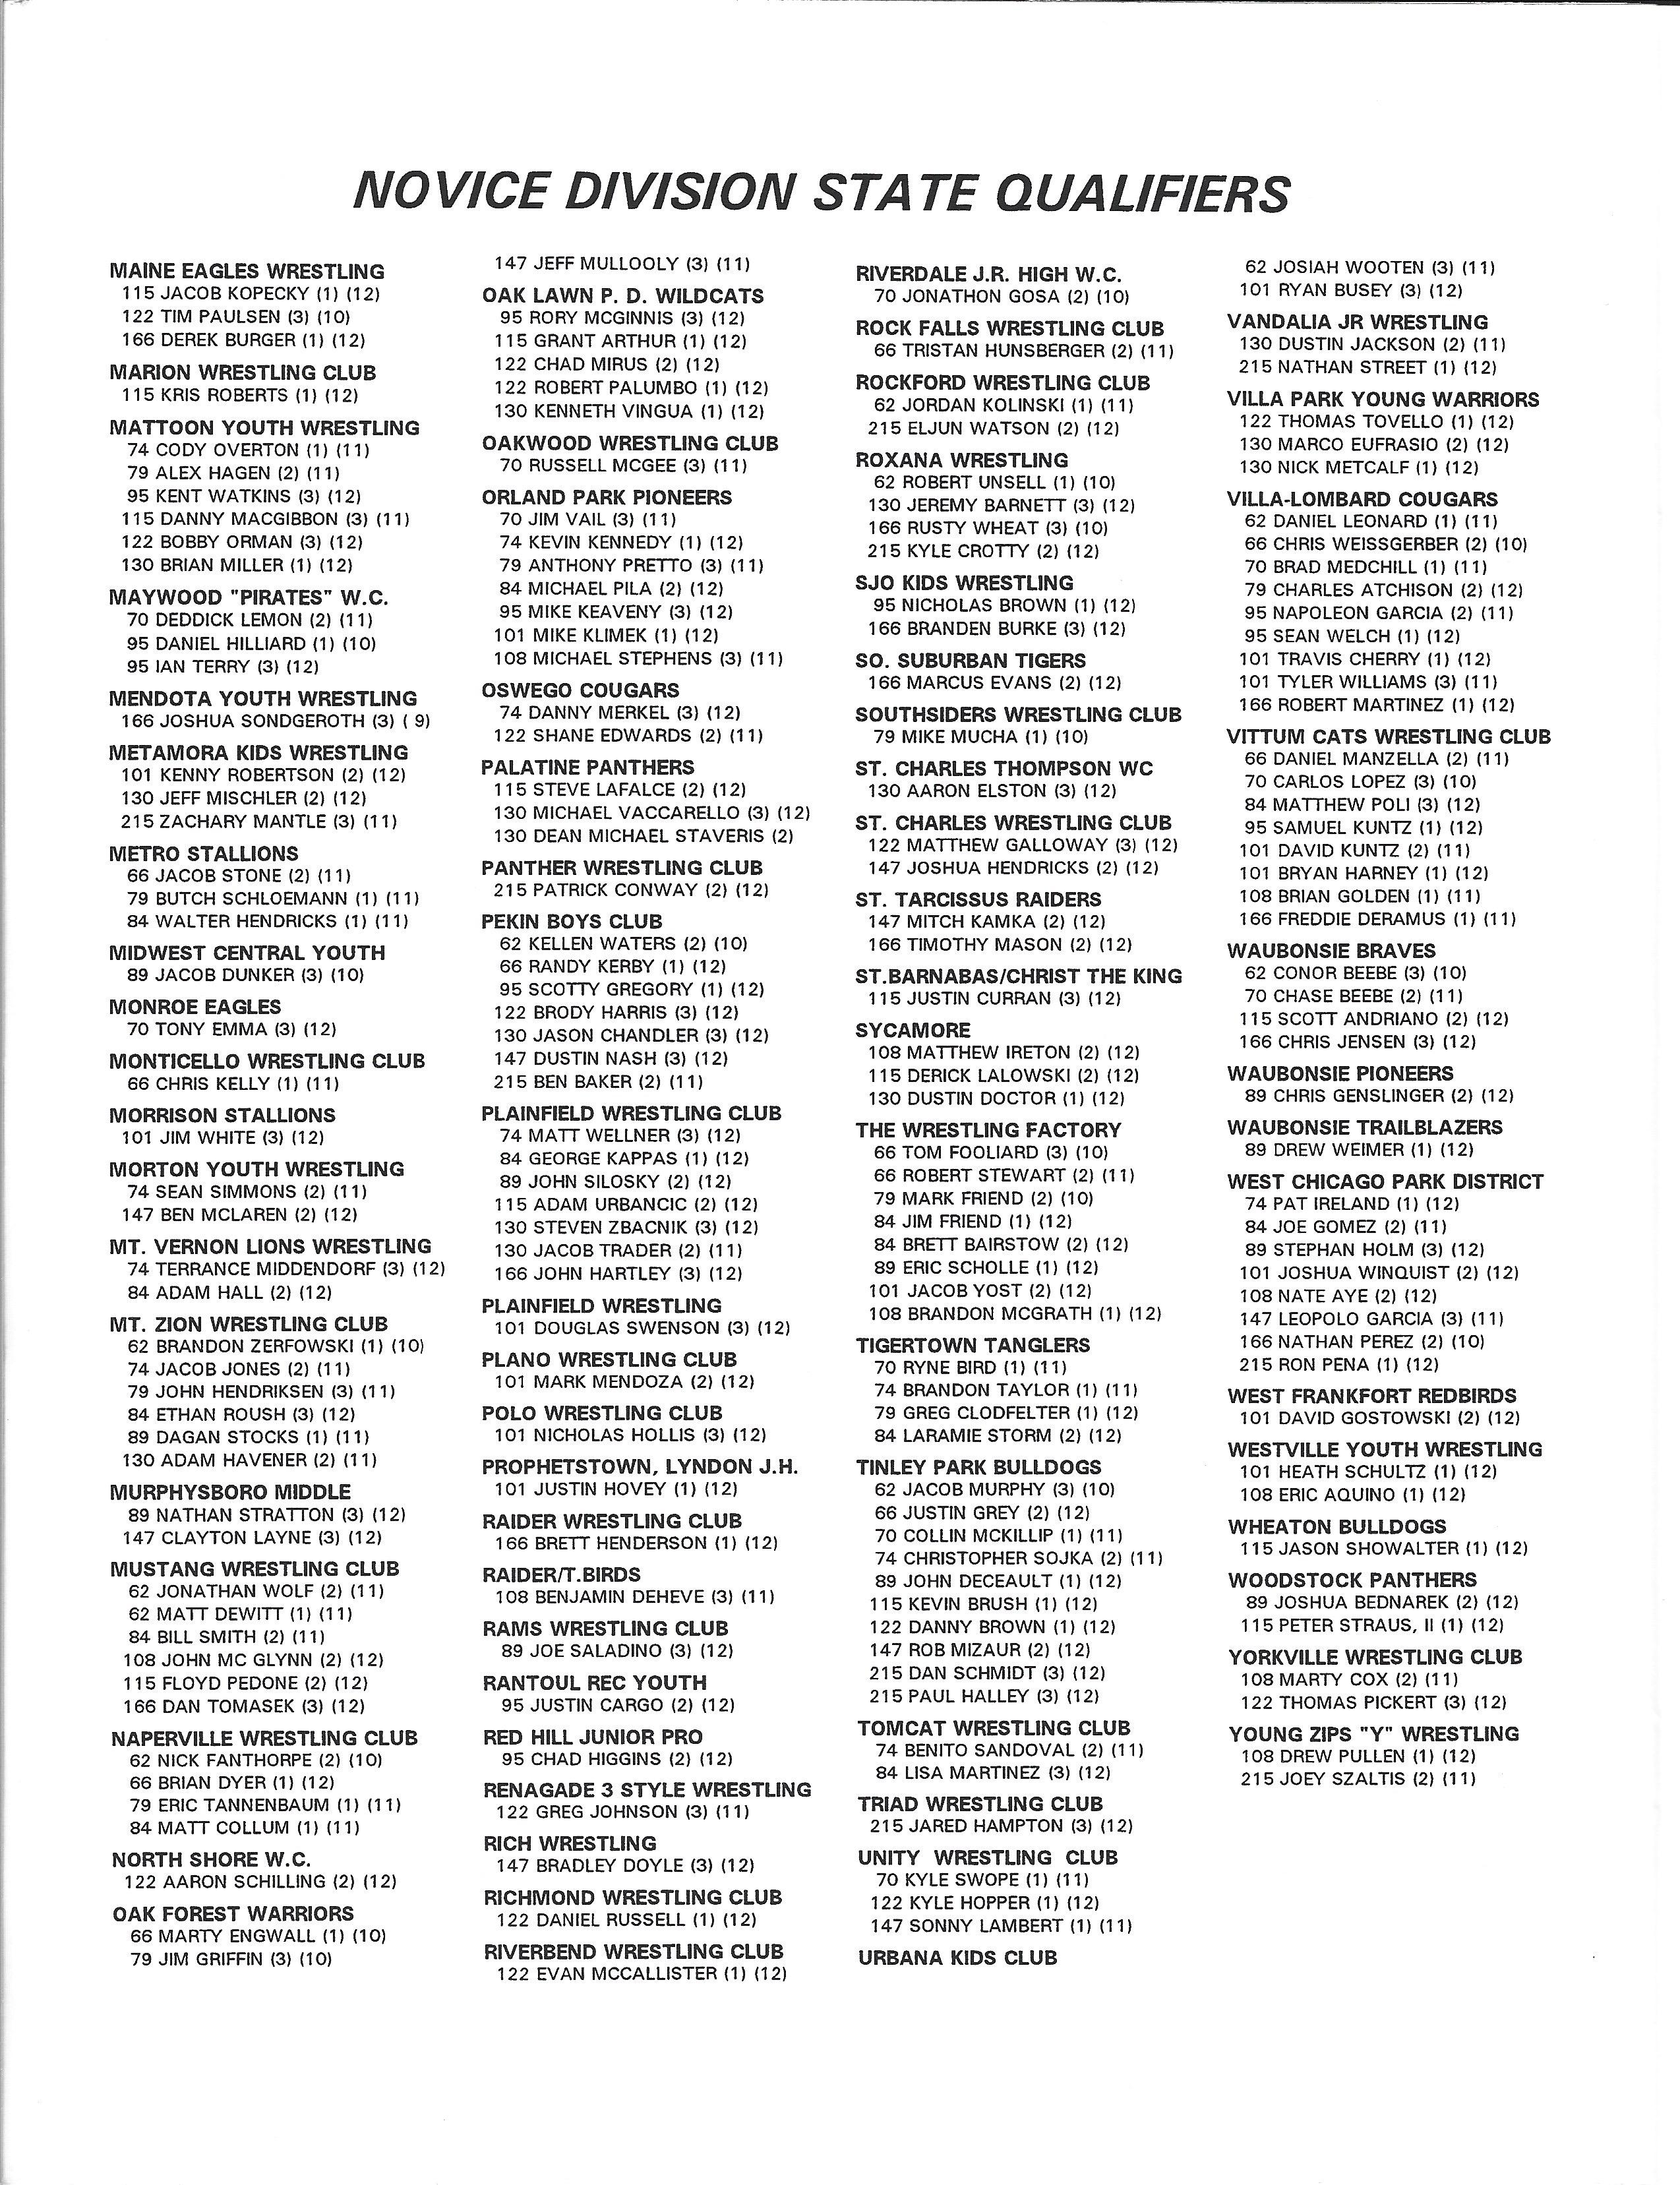 NOVICE DIVISION STATE QUALIFIERS
MAINE EAGLES WRESTLING
115 JACOB KOPECKY (1) (12)
122 TIM PAULSEN (3) (10)
166 DEREK BURGER (1) (12)
MARION WRESTLING CLUB
115 KRIS ROBERTS (1) (12)
MATTOON YOUTH WRESTLING
74 CODY OVERTON (1) (11)
79 ALEX HAGEN (2) (11)
95 KENT WATKINS (3) (12)
115 DANNY MACGIBBON (3) (11)
122 BOBBY ORMAN (3) (12)
130 BRIAN MILLER (1) (12)
MAYWOOD "PIRATES" W.C.
70 DEDDICK LEMON (2) (11)
95 DANIEL HILLIARD (1) (10)
95 IAN TERRY (3) (12)
MENDOTA YOUTH WRESTLING
166 JOSHUA SONDGEROTH (3) ( 9)
METAMORA KIDS WRESTLING
101 KENNY ROBERTSON (2) (12)
130 JEFF MISCHLER (2) (12)
215 ZACHARY MANTLE (3) (11)
METRO STALLIONS
66 JACOB STONE (2) (11)
79 BUTCH SCHLOEMANN (1) (11)
84 WALTER HENDRICKS (1) (11)
MIDWEST CENTRAL YOUTH
89 JACOB DUNKER (3) (10)
MONROE EAGLES
70 TONY EMMA (3) (12)
MONTICELLO WRESTLING CLUB
66 CHRIS KELLY (1) (11)
MORRISON STALLIONS
101 JIM WHITE (3) (12)
MORTON YOUTH WRESTLING
74 SEAN SIMMONS (2) (11)
147 BEN MCLAREN (2) (12)
MT. VERNON LIONS WRESTLING
74 TERRANCE MIDDENDORF (3) (12)
84 ADAM HALL (2) (12)
MT. ZION WRESTLING CLUB
62 BRANDON ZERFOWSKI (1) (10)
74 JACOB JONES (2) (11)
79 JOHN HENDRIKSEN (3) (11)
84 ETHAN ROUSH (3) (12)
89 DAGAN STOCKS (1) (11)
130 ADAM HAVENER (2) (11)
MURPHYSBORO MIDDLE
89 NATHAN STRATTON (3) (12)
147 CLAYTON LAYNE (3) (12)
MUSTANG WRESTLING CLUB
62 JONATHAN WOLF (2) (11)
62 MATT DEWITT (1) (11)
84 BILL SMITH (2) (11)
108 JOHN MC GLYNN (2) (12)
115 FLOYD PEDONE (2) (12)
166 DAN TOMASEK (3) (12)
NAPERVILLE WRESTLING CLUB
62 NICK FANTHORPE (2) (10)
66 BRIAN DYER (1) (12)
79 ERIC TANNENBAUM (1) (11)
84 MATT COLLUM (1) (11)
NORTH SHORE W.C.
122 AARON SCHILLING (2) (12)
OAK FOREST WARRIORS
66 MARTY ENGWALL (1) (10)
79 JIM GRIFFIN (3) (10)
147 JEFF MULLOOLY (3) (11)
OAK LAWN P. D. WILDCATS
95 RORY MCGINNIS (3) (12)
115 GRANT ARTHUR (1) (12)
122 CHAD MIRUS (2) (12)
122 ROBERT PALUMBO (1) (12)
130 KENNETH VINGUA (1) (12)
OAKWOOD WRESTLING CLUB
70 RUSSELL MCGEE (3) (11)
ORLAND PARK PIONEERS
70 JIM VAIL (3) (11)
74 KEVIN KENNEDY (1) (12)
79 ANTHONY PRETTO (3) (11)
84 MICHAEL PILA (2) (12)
95 MIKE KEAVENY (3) (12)
101 MIKE KLIMEK (1) (12)
108 MICHAEL STEPHENS (3) (11)
OSWEGO COUGARS
74 DANNY MERKEL (3) (12)
122 SHANE EDWARDS (2) (11)
PALATINE PANTHERS
115 STEVE LAFALCE (2) (12)
130 MICHAEL VACCARELLO (3) (12)
130 DEAN MICHAEL STAVERIS (2)
PANTHER WRESTLING CLUB
215 PATRICK CONWAY (2) (12)
PEKIN BOYS CLUB
62 KELLEN WATERS (2) (10)
66 RANDY KERBY (1) (12)
95 SCOTTY GREGORY (1) (12)
122 BRODY HARRIS (3) (12)
130 JASON CHANDLER (3) (12)
147 DUSTIN NASH (3) (12)
215 BEN BAKER (2) (11)
PLAINFIELD WRESTLING CLUB
74 MATT WELLNER (3) (12)
84 GEORGE KAPPAS (1) (12)
89 JOHN SILOSKY (2) (12)
115 ADAM URBANCIC (2) (12)
130 STEVEN ZBACNIK (3) (12)
130 JACOB TRADER (2) (11)
166 JOHN HARTLEY (3) (12)
PLAINFIELD WRESTLING
101 DOUGLAS SWENSON (3) (12)
PLANO WRESTLING CLUB
101 MARK MENDOZA (2) (12)
POLO WRESTLING CLUB
101 NICHOLAS HOLLIS (3) (12)
PROPHETSTOWN, LYNDON J.H.
101 JUSTIN HOVEY (1) (12)
RAIDER WRESTLING CLUB
166 BRETT HENDERSON (1) (12)
RAIDER/T.BIRDS
108 BENJAMIN DEHEVE (3) (11)
RAMS WRESTLING CLUB
89 JOE SALADINO (3) (12)
RANTOUL REC YOUTH
95 JUSTIN CARGO (2) (12)
RED HILL JUNIOR PRO
95 CHAD HIGGINS (2) (12)
RENAGADE 3 STYLE WRESTLING
122 GREG JOHNSON (3) (11)
RICH WRESTLING
147 BRADLEY DOYLE (3) (12)
RICHMOND WRESTLING CLUB
122 DANIEL RUSSELL (1) (12)
RIVERBEND WRESTLING CLUB
122 EVAN MCCALLISTER (1) (12)
RIVERDALE J.R. HIGH W.C.
70 JONATHON GOSA (2) (10)
ROCK FALLS WRESTLING CLUB
66 TRISTAN HUNSBERGER (2) (11)
ROCKFORD WRESTLING CLUB
62 JORDAN KOLINSKI (1) (11)
215 ELJUN WATSON (2) (12)
ROXANA WRESTLING
62 ROBERT UNSELL (1) (10)
130 JEREMY BARNETT (3) (12)
166 RUSTY WHEAT (3) (10)
215 KYLE CROTTY (2) (12)
SJO KIDS WRESTLING
95 NICHOLAS BROWN (1) (12)
166 BRANDEN BURKE (3) (12)
SO. SUBURBAN TIGERS
166 MARCUS EVANS (2) (12)
SOUTHSIDERS WRESTLING CLUB
79 MIKE MUCHA (1) (10)
ST. CHARLES THOMPSON WC
130 AARON ELSTON (3) (12)
ST. CHARLES WRESTLING CLUB
122 MATTHEW GALLOWAY (3) (12)
147 JOSHUA HENDRICKS (2) (12)
ST. TARCISSUS RAIDERS
147 MITCH KAMKA (2) (12)
166 TIMOTHY MASON (2) (12)
ST.BARNABAS/CHRIST THE KING
115 JUSTIN CURRAN (3) (12)
SYCAMORE
108 MATTHEW IRETON (2) (12)
115 DERICK LALOWSKI (2) (12)
130 DUSTIN DOCTOR (1) (12)
THE WRESTLING FACTORY
66 TOM FOOLIARD (3) (10)
66 ROBERT STEWART (2) (11)
79 MARK FRIEND (2) (10)
84 JIM FRIEND (1) (12)
84 BRETT BAIRSTOW (2) (12)
89 ERIC SCHOLLE (1) (12)
101 JACOB YOST (2) (12)
108 BRANDON MCGRATH (1) (12)
TIGERTOWN TANGLERS
70 RYNE BIRD (1) (11)
74 BRANDON TAYLOR (1) (11)
79 GREG CLODFELTER (1) (12)
84 LARAMIE STORM (2) (12)
TINLEY PARK BULLDOGS
62 JACOB MURPHY (3) (10)
66 JUSTIN GREY (2) (12)
70 COLLIN MCKILLIP (1) (11)
74 CHRISTOPHER SOJKA (2) (11)
89 JOHN DECEAULT (1) (12)
115 KEVIN BRUSH (1) (12)
122 DANNY BROWN (1) (12)
147 ROB MIZAUR (2) (12)
215 DAN SCHMIDT (3) (12)
215 PAUL HALLEY (3) (12)
TOMCAT WRESTLING CLUB
74 BENITO SANDOVAL (2) (11)
84 LISA MARTINEZ (3) (12)
TRIAD WRESTLING CLUB
215 JARED HAMPTON (3) (12)
UNITY WRESTLING CLUB
70 KYLE SWOPE (1) (11)
122 KYLE HOPPER (1) (12)
147 SONNY LAMBERT (1) (11)
URBANA KIDS CLUB
62 JOSIAH WOOTEN (3) (11)
101 RYAN BUSEY (3) (12)
VANDALIA JR WRESTLING
130 DUSTIN JACKSON (2) (11)
215 NATHAN STREET (1) (12)
VILLA PARK YOUNG WARRIORS
122 THOMAS TOVELLO (1) (12)
130 MARCO EUFRASIO (2) (12)
130 NICK METCALF (1) (12)
VILLA-LOMBARD COUGARS
62 DANIEL LEONARD (1) (11)
66 CHRIS WEISSGERBER (2) (10)
70 BRAD MEDCHILL (1) (11)
79 CHARLES ATCHISON (2) (12)
95 NAPOLEON GARCIA (2) (11)
95 SEAN WELCH (1) (12)
101 TRAVIS CHERRY (1) (12)
101 TYLER WILLIAMS (3) (11)
166 ROBERT MARTINEZ (1) (12)
VITTUM CATS WRESTLING CLUB
66 DANIEL MANZELLA (2) (11)
70 CARLOS LOPEZ (3) (10)
84 MATTHEW POLI (3) (12)
95 SAMUEL KUNTZ (1) (12)
101 DAVID KUNTZ (2) (11)
101 BRYAN HARNEY (1) (12)
108 BRIAN GOLDEN (1) (11)
166 FREDDIE DERAMUS (1) (11)
WAUBONSIE BRAVES
62 CONOR BEEBE (3) (10)
70 CHASE BEEBE (2) (11)
115 SCOTT ANDRIANO (2) (12)
166 CHRIS JENSEN (3) (12)
WAUBONSIE PIONEERS
89 CHRIS GENSLINGER (2) (12)
WAUBONSIE TRAILBLAZERS
89 DREW WEIMER (1) (12)
WEST CHICAGO PARK DISTRICT
74 PAT IRELAND (1) (12)
84 JOE GOMEZ (2) (11)
89 STEPHAN HOLM (3) (12)
101 JOSHUA WINQUIST (2) (12)
108 NATE AYE (2) (12)
147 LEOPOLO GARCIA (3) (11)
166 NATHAN PEREZ (2) (10)
215 RON PENA (1) (12)
WEST FRANKFORT REDBIRDS
101 DAVID GOSTOWSKI (2) (12)
WESTVILLE YOUTH WRESTLING
101 HEATH SCHULTZ (1) (12)
108 ERIC AQUINO (1) (12)
WHEATON BULLDOGS
115 JASON SHOWALTER (1) (12)
WOODSTOCK PANTHERS
89 JOSHUA BEDNAREK (2) (12)
115 PETER STRAUS, II (1) (12)
YORKVILLE WRESTLING CLUB
108 MARTY COX (2) (11)
122 THOMAS PICKERT (3) (12)
YOUNG ZIPS "Y" WRESTLING
108 DREW PULLEN (1) (12)
215 JOEY SZALTIS (2) (11)